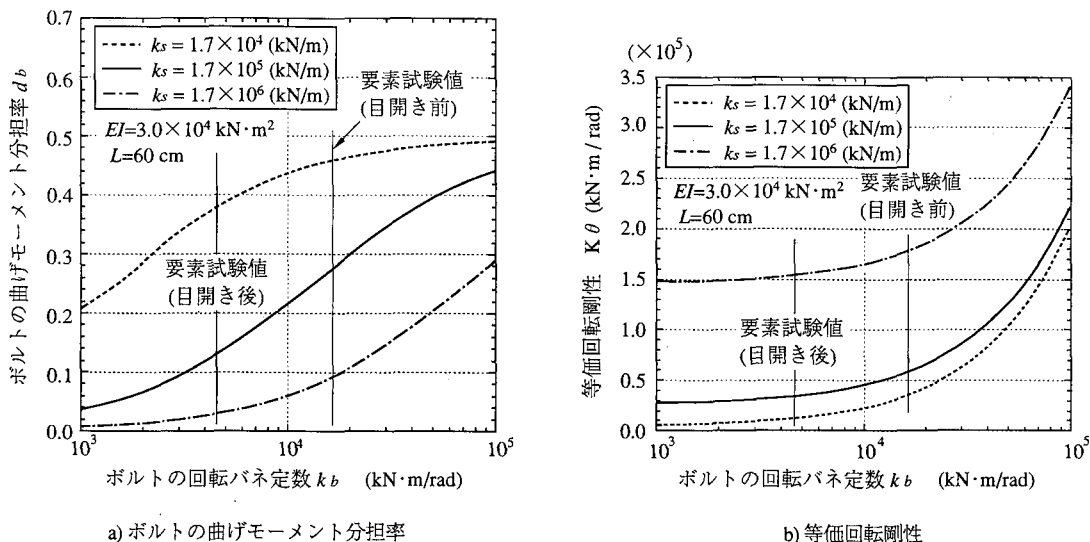 ボルトの曲げモーメント分担率 db
0.7
0.6
0.5
0.4
0.3
0.2
0.1
0.0
ks = 1.7×10⁴ (kN/m)
ks = 1.7×10⁵ (kN/m)
ks = 1.7×10⁶ (kN/m)
EI=3.0×10⁴ kN·m²
L=60 cm
要素試験値
(目開き前)
要素試験値
(目開き後)
10³
10⁴
10⁵
ボルトの回転バネ定数 kb (kN·m/rad)
a) ボルトの曲げモーメント分担率
(×10⁵)
等価回転剛性 Kθ (kN·m / rad)
3.5
3.0
2.5
2.0
1.5
1.0
0.5
0.0
ks = 1.7×10⁴ (kN/m)
ks = 1.7×10⁵ (kN/m)
ks = 1.7×10⁶ (kN/m)
EI=3.0×10⁴ kN·m²
L=60 cm
要素試験値
(目開き前)
要素試験値
(目開き後)
10³
10⁴
10⁵
ボルトの回転バネ定数 kb (kN·m/rad)
b) 等価回転剛性